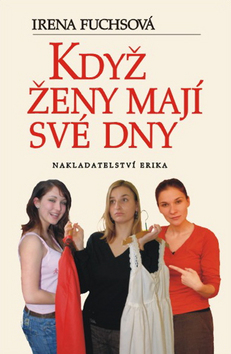 IRENA FUCHSOVÁ
KDYŽ
ŽENY MAJÍ
SVÉ DNY
NAKLADATELSTVÍ ERIKA